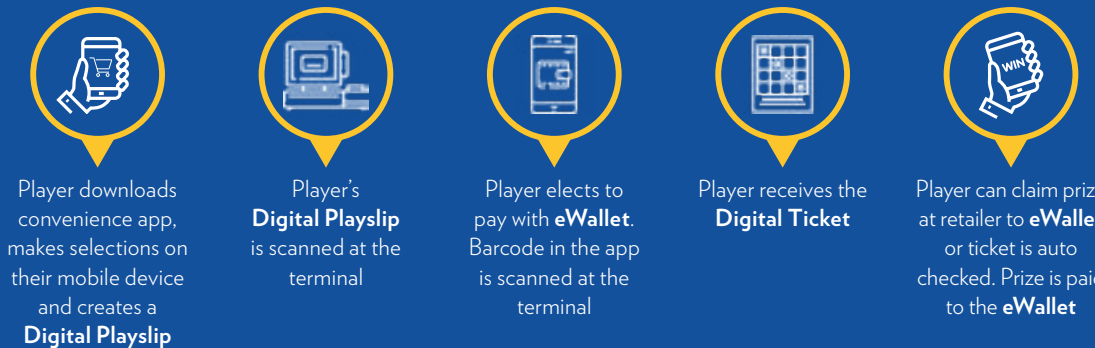 WIN
Player downloads
convenience app,
makes selections on
their mobile device
and creates a
Digital Playslip
Player's
Digital Playslip
is scanned at the
terminal
Player elects to
pay with eWallet.
Barcode in the app
is scanned at the
terminal
Player receives the
Digital Ticket
Player can claim
at retailer to
or ticket is auto
checked. Prize is
to the eWallet